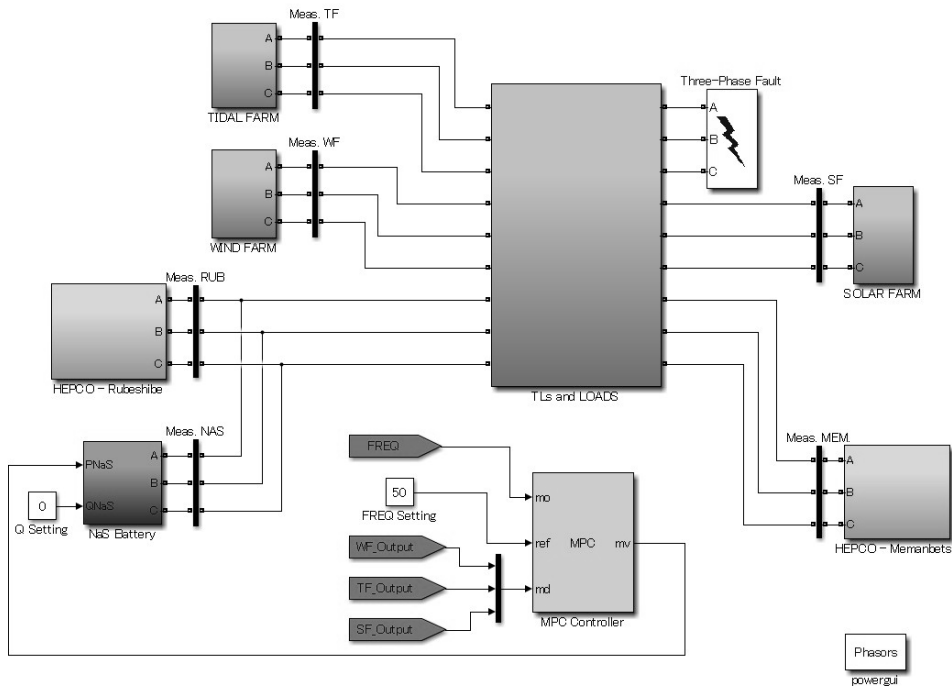 Meas. TF
A
B
C
TIDAL FARM
Meas. WF
A
B
C
WIND FARM
Meas. RUB
A
B
C
HEPCO - Rubeshibe
Meas. NAS
PNaS
QNaS
A
B
C
0
Q Setting
NaS Battery
TLs and LOADS
Three-Phase Fault
A
B
C
Meas. SF
A
B
C
SOLAR FARM
Meas. MEM.
A
B
C
HEPCO - Memanbets
FREQ
50
FREQ Setting
WF_Output
TF_Output
SF_Output
mo
ref
md
MPC
mv
MPC Controller
Phasors
powergui